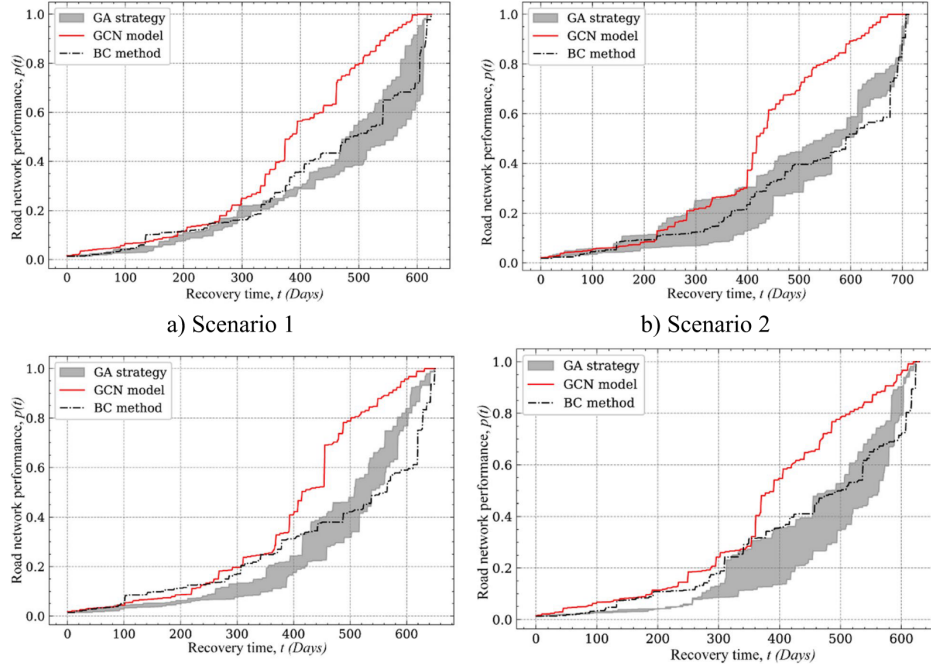 GA strategy
GCN model
BC method
Road network performance, p(t)
1.0
0.8
0.6
0.4
0.2
0.0
0 100 200 300 400 500 600
Recovery time, t (Days)
a) Scenario 1
GA strategy
GCN model
BC method
Road network performance, p(t)
1.0
0.8
0.6
0.4
0.2
0.0
0 100 200 300 400 500 600 700
Recovery time, t (Days)
b) Scenario 2
GA strategy
GCN model
BC method
Road network performance, p(t)
1.0
0.8
0.6
0.4
0.2
0.0
0 100 200 300 400 500 600
Recovery time, t (Days)
GA strategy
GCN model
BC method
Road network performance, p(t)
1.0
0.8
0.6
0.4
0.2
0.0
0 100 200 300 400 500 600
Recovery time, t (Days)